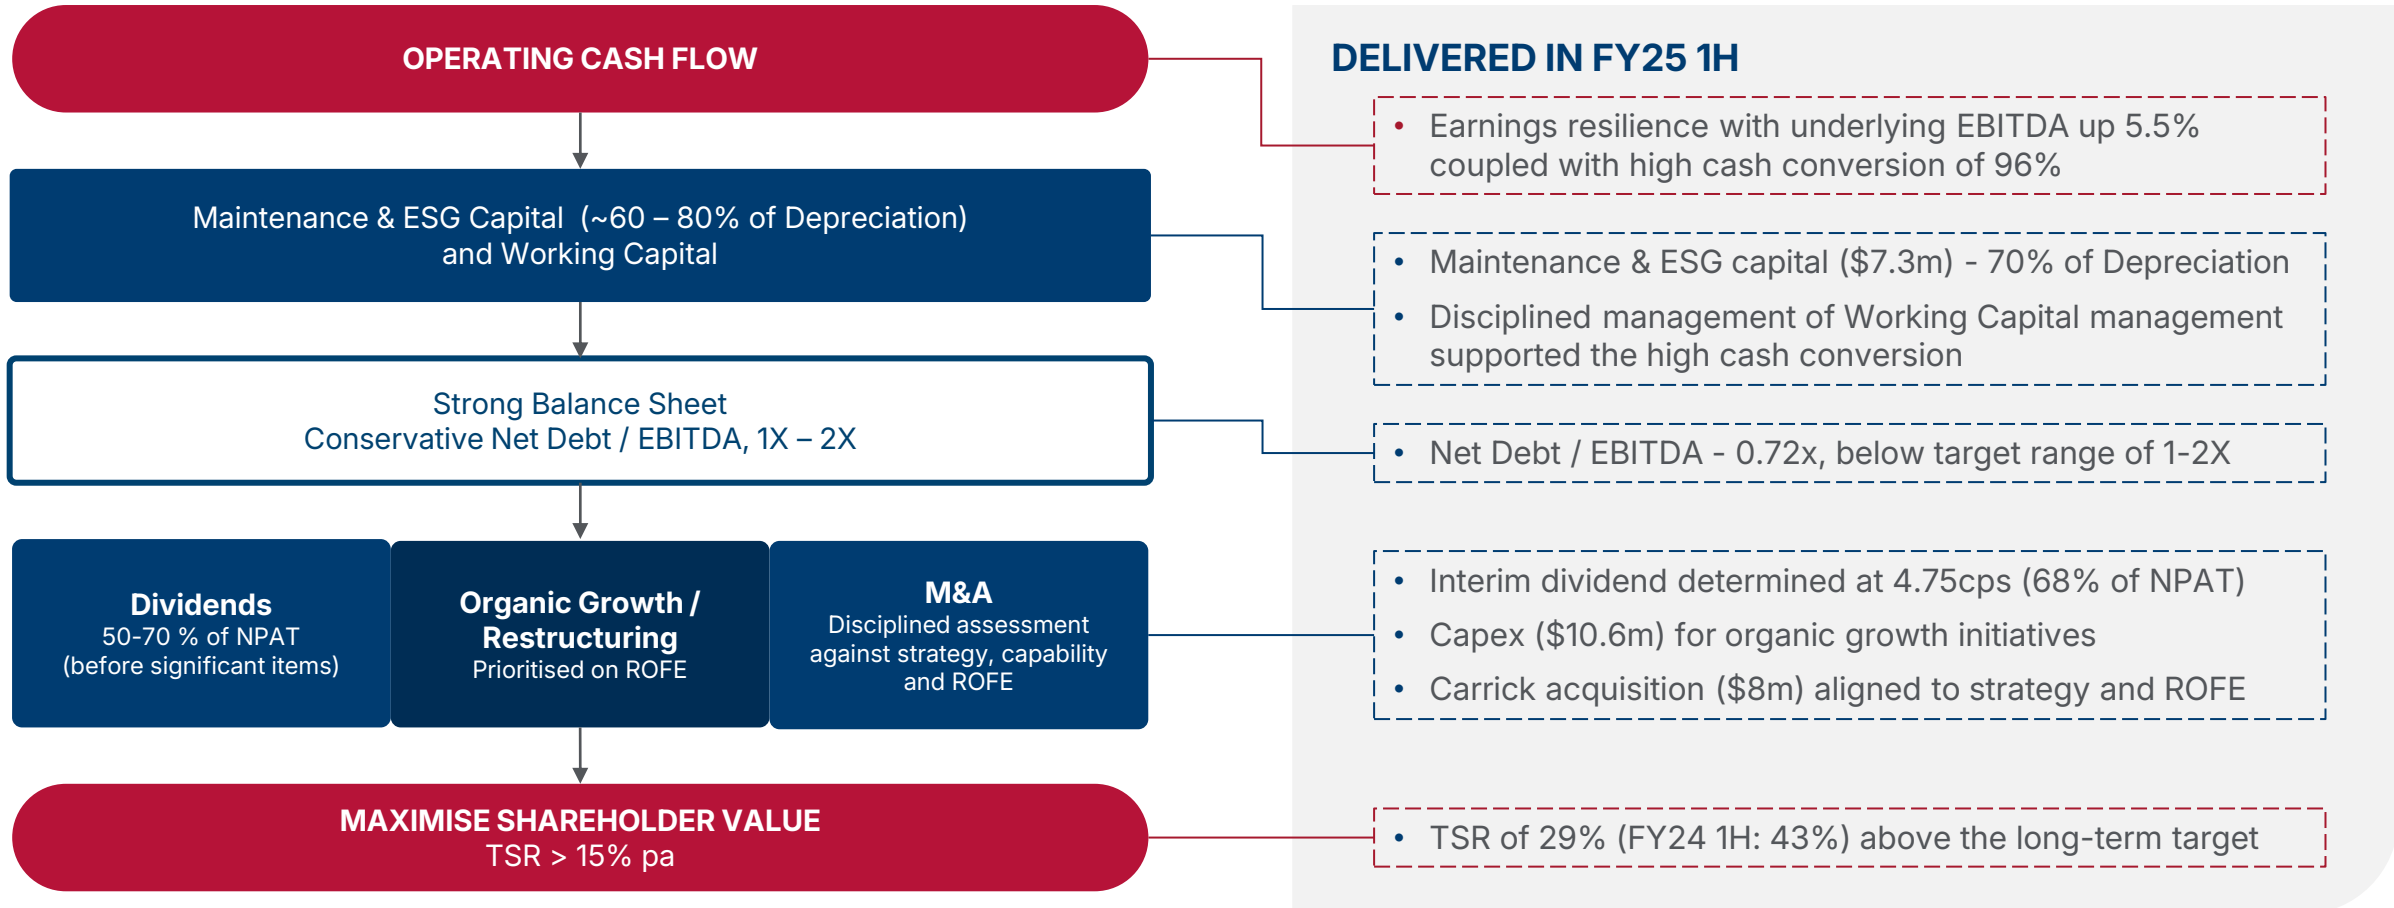 OPERATING CASH FLOW
Maintenance & ESG Capital (~60 – 80% of Depreciation)
and Working Capital
Strong Balance Sheet
Conservative Net Debt / EBITDA, 1X – 2X
Dividends
50-70 % of NPAT
(before significant items)
Organic Growth /
Restructuring
Prioritised on ROFE
M&A
Disciplined assessment
against strategy, capability
and ROFE
MAXIMISE SHAREHOLDER VALUE
TSR > 15% pa
DELIVERED IN FY25 1H
• Earnings resilience with underlying EBITDA up 5.5%
coupled with high cash conversion of 96%
• Maintenance & ESG capital ($7.3m) - 70% of Depreciation
• Disciplined management of Working Capital management
supported the high cash conversion
• Net Debt / EBITDA - 0.72x, below target range of 1-2X
• Interim dividend determined at 4.75cps (68% of NPAT)
• Capex ($10.6m) for organic growth initiatives
• Carrick acquisition ($8m) aligned to strategy and ROFE
• TSR of 29% (FY24 1H: 43%) above the long-term target